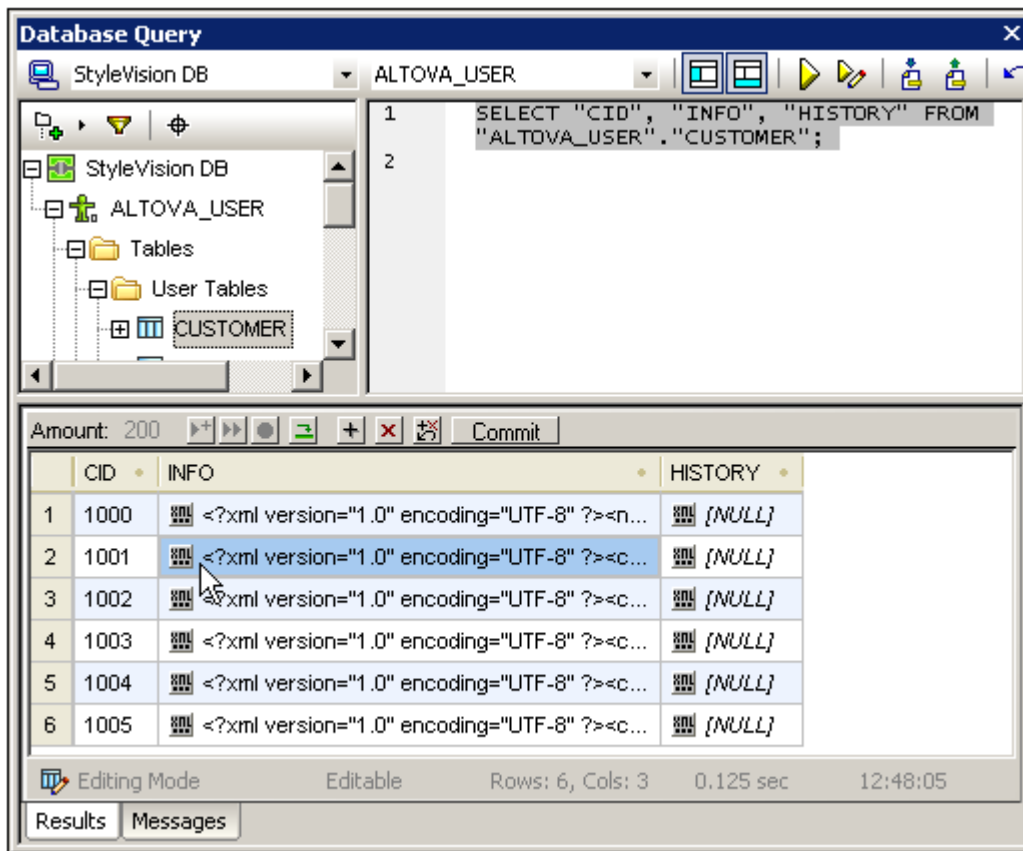 Database Query
StyleVision DB ALTOVA_USER
1 SELECT "CID", "INFO", "HISTORY" FROM
"ALTOVA_USER"."CUSTOMER";
2
StyleVision DB
ALTOVA_USER
Tables
User Tables
CUSTOMER
Amount: 200 Commit
CID INFO HISTORY
1 1000 <?xml version="1.0" encoding="UTF-8" ?><n... [NULL]
2 1001 <?xml version="1.0" encoding="UTF-8" ?><c... [NULL]
3 1002 <?xml version="1.0" encoding="UTF-8" ?><c... [NULL]
4 1003 <?xml version="1.0" encoding="UTF-8" ?><c... [NULL]
5 1004 <?xml version="1.0" encoding="UTF-8" ?><c... [NULL]
6 1005 <?xml version="1.0" encoding="UTF-8" ?><c... [NULL]
Editing Mode Editable Rows: 6, Cols: 3 0.125 sec 12:48:05
Results Messages